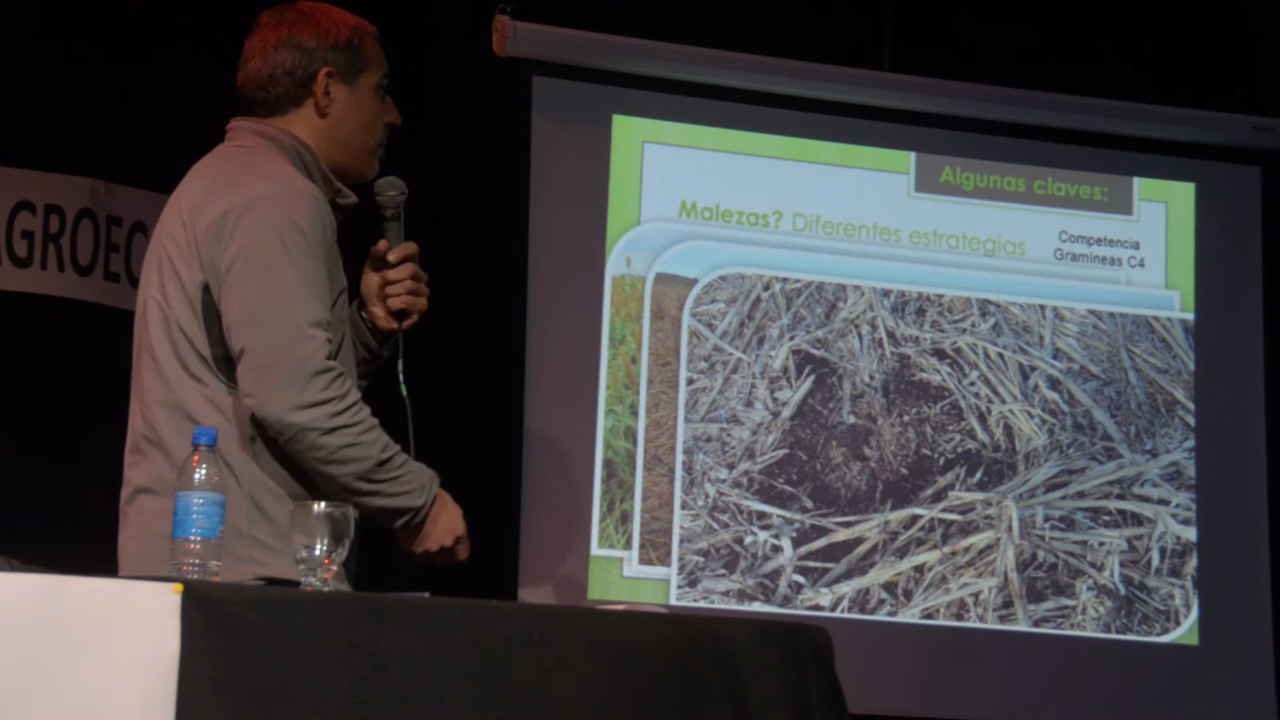 AGROEC
Algunas claves:
Malezas? Diferentes estrategias
Competencia
Gramíneas C4